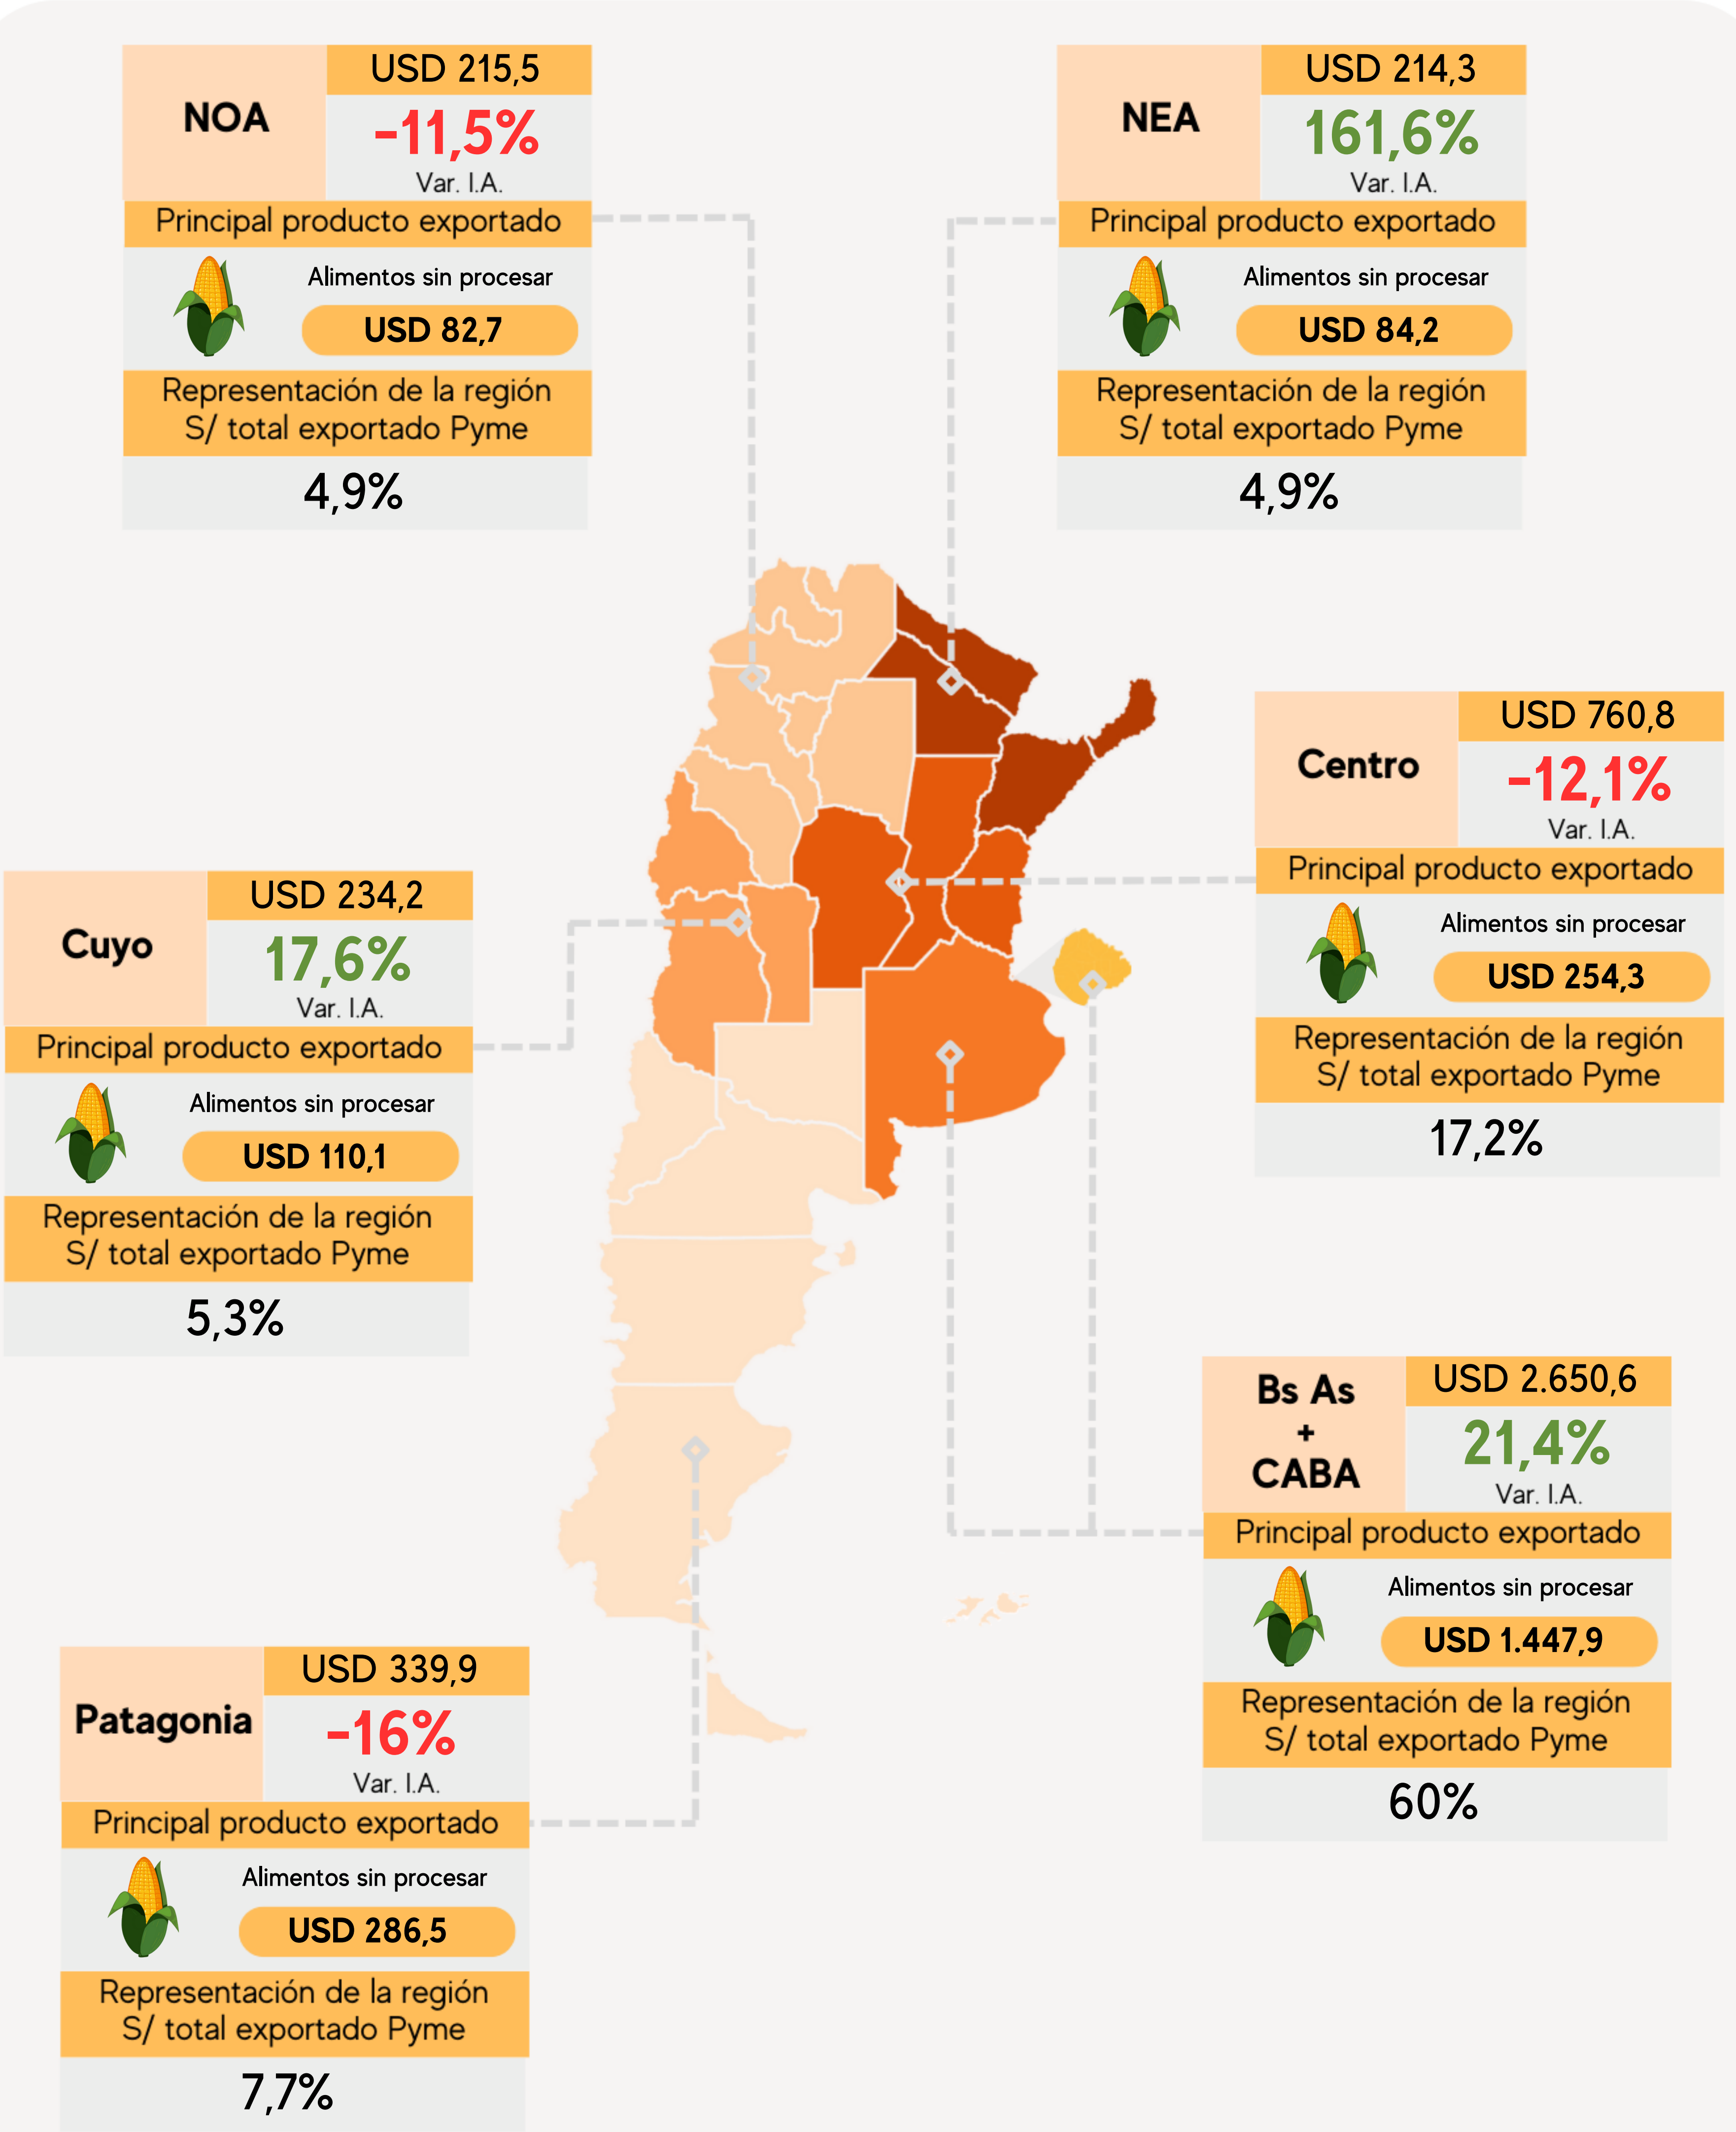 NOA
USD 215,5
-11,5%
Var. I.A.
Principal producto exportado
Alimentos sin procesar
USD 82,7
Representación de la región
S/ total exportado Pyme
4,9%
NEA
USD 214,3
161,6%
Var. I.A.
Principal producto exportado
Alimentos sin procesar
USD 84,2
Representación de la región
S/ total exportado Pyme
4,9%
Centro
USD 760,8
-12,1%
Var. I.A.
Principal producto exportado
Alimentos sin procesar
USD 254,3
Representación de la región
S/ total exportado Pyme
17,2%
Cuyo
USD 234,2
17,6%
Var. I.A.
Principal producto exportado
Alimentos sin procesar
USD 110,1
Representación de la región
S/ total exportado Pyme
5,3%
Bs As
+
CABA
USD 2.650,6
21,4%
Var. I.A.
Principal producto exportado
Alimentos sin procesar
USD 1.447,9
Representación de la región
S/ total exportado Pyme
60%
Patagonia
USD 339,9
-16%
Var. I.A.
Principal producto exportado
Alimentos sin procesar
USD 286,5
Representación de la región
S/ total exportado Pyme
7,7%